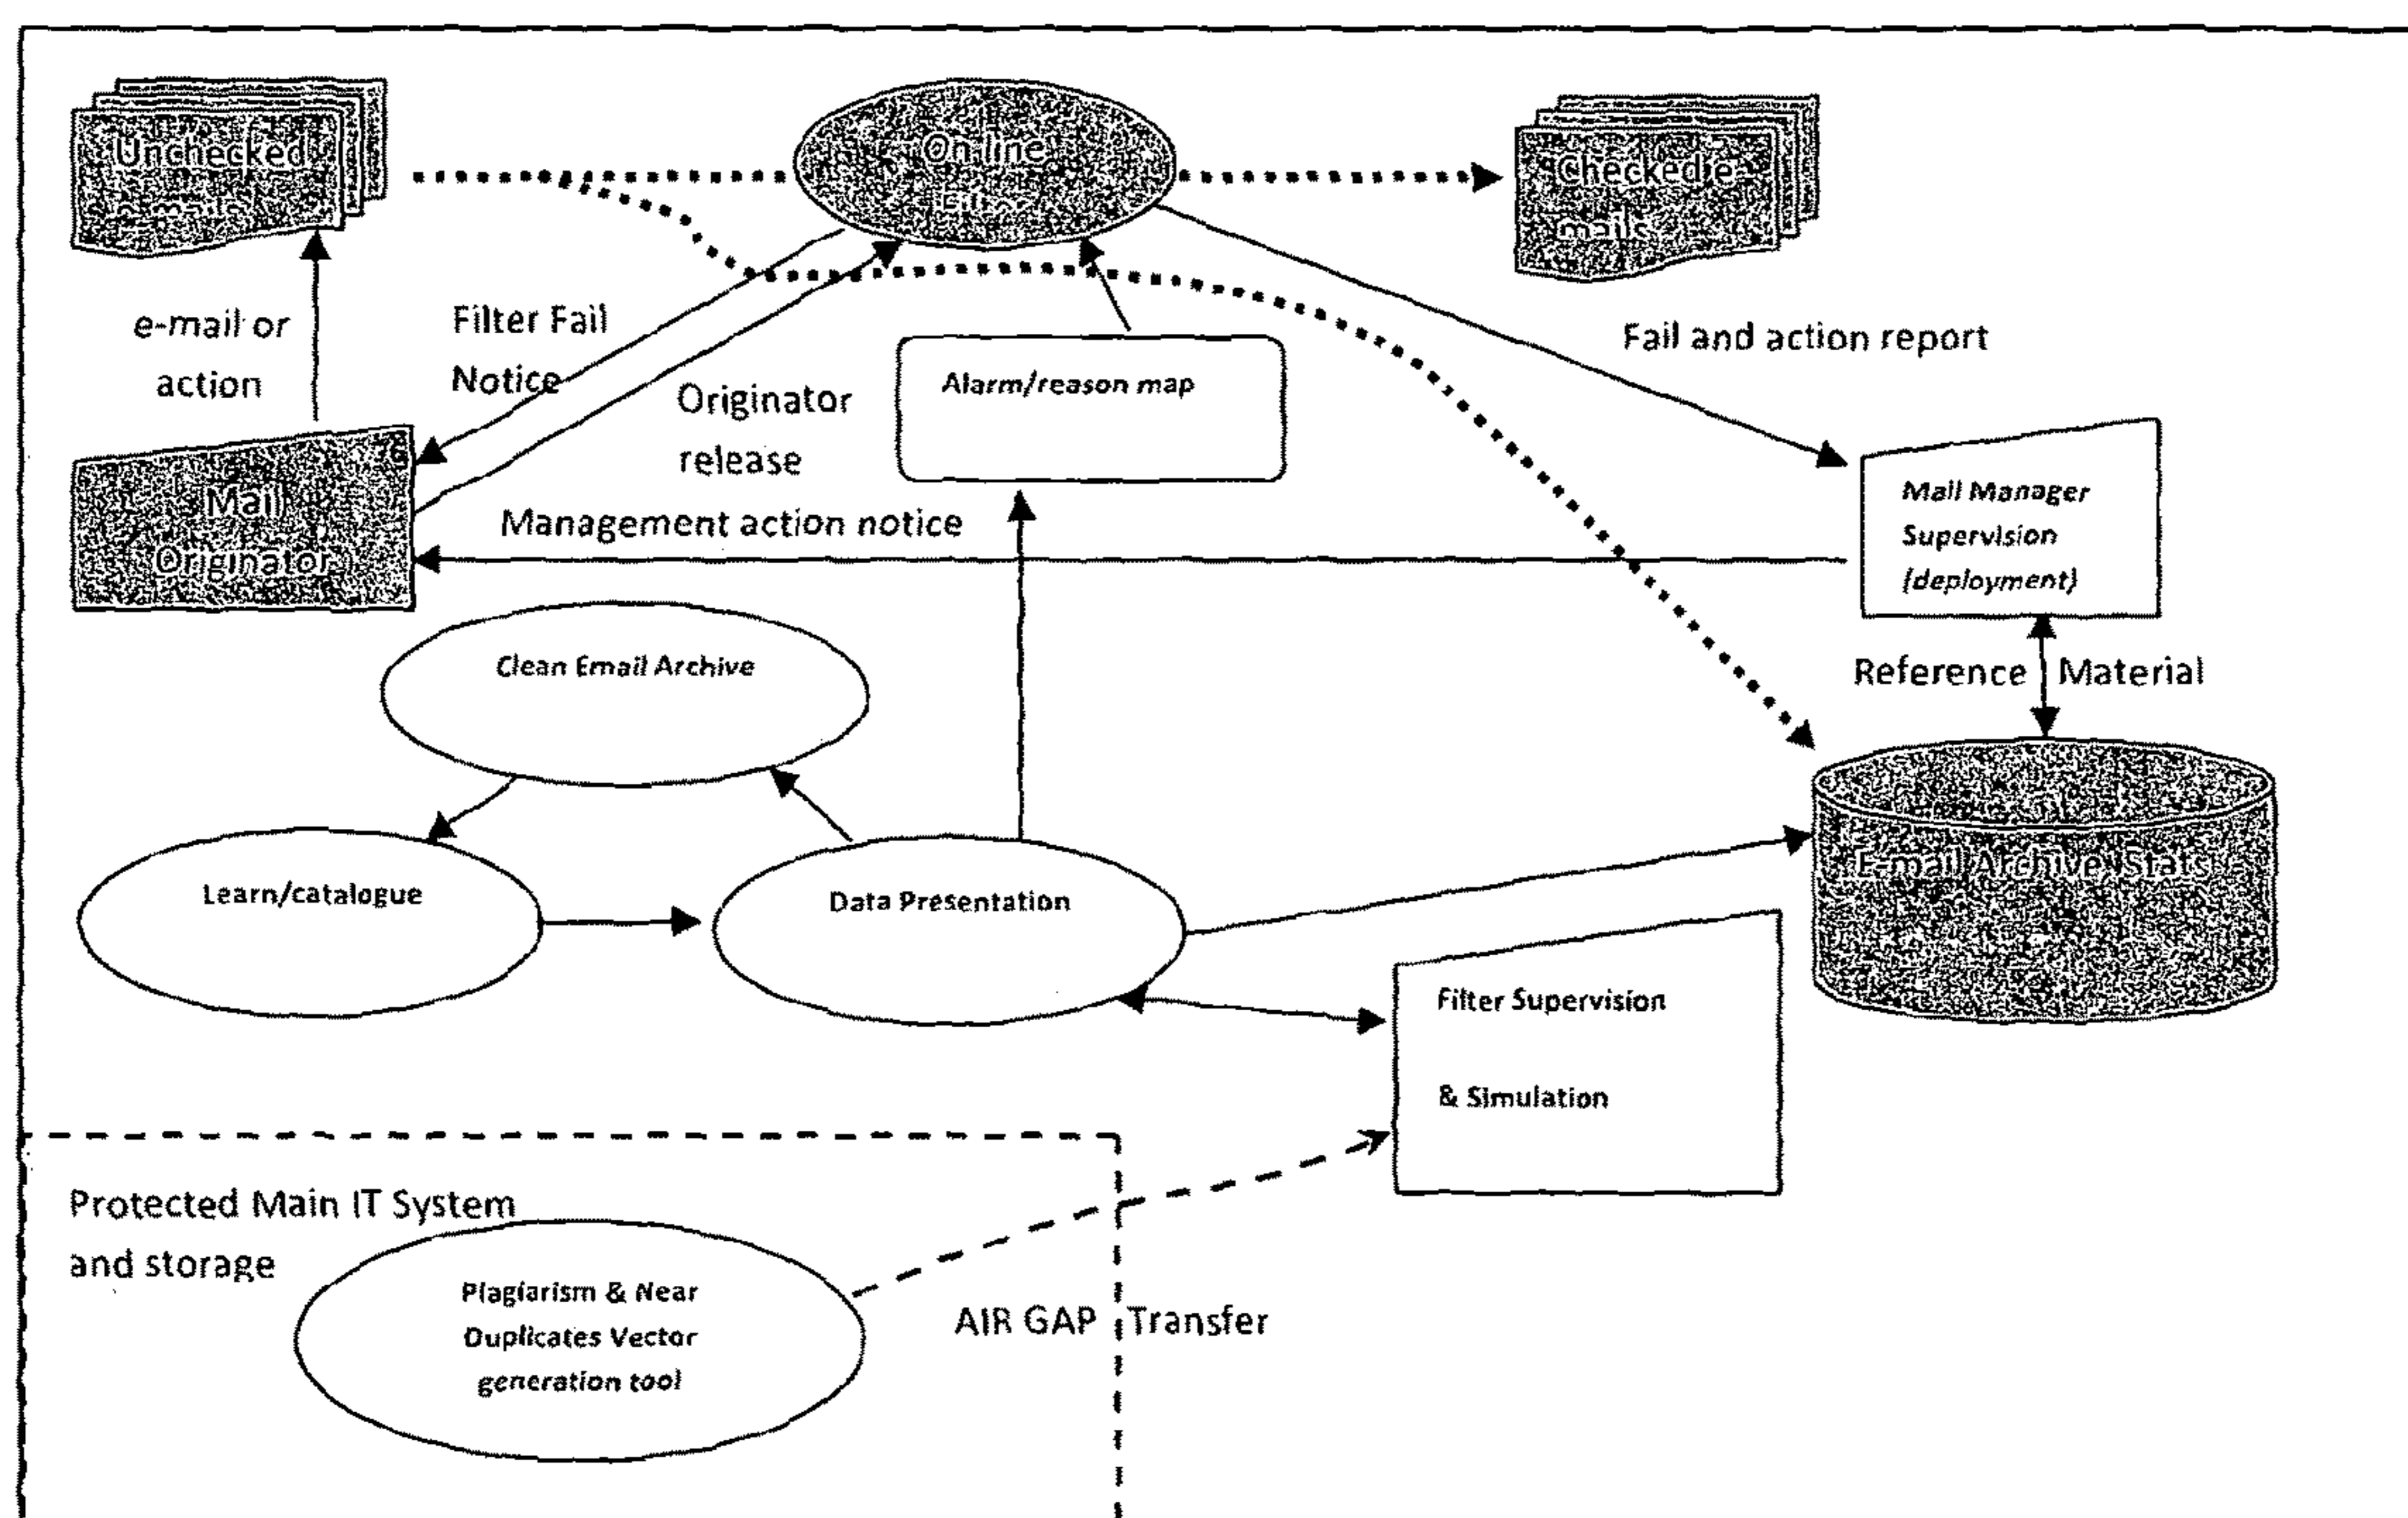 Unchecked
e-mails
On line
Filter
Checked e-
mails
e-mail or
action
Filter Fail
Notice
Originator
release
Alarm/reason map
Fail and action report
Mail
Originator
Management action notice
Mail Manager
Supervision
(deployment)
Clean Email Archive
Reference Material
Learn/catalogue
Data Presentation
E-mail Archive Stats
Filter Supervision
& Simulation
Protected Main IT System
and storage
Plagiarism & Near
Duplicates Vector
generation tool
AIR GAP Transfer